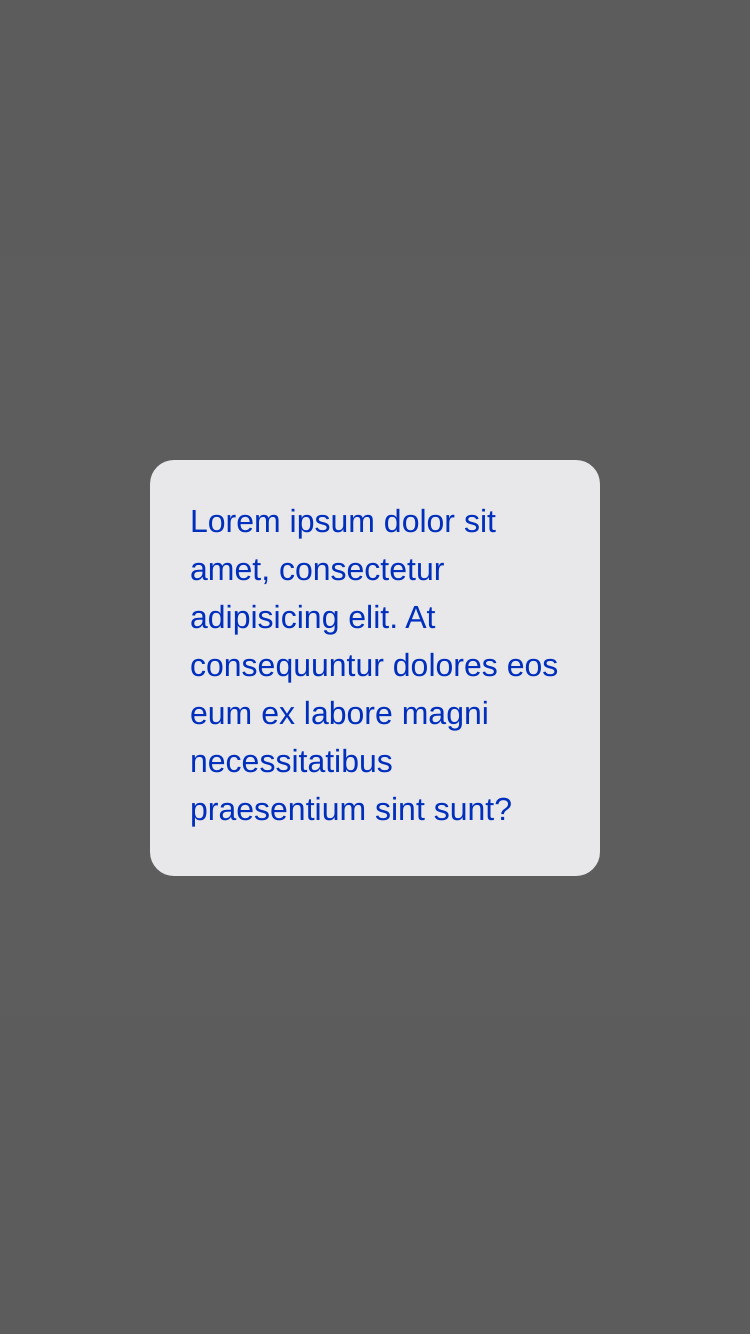 Lorem ipsum dolor sit
amet, consectetur
adipisicing elit. At
consequuntur dolores eos
eum ex labore magni
necessitatibus
praesentium sint sunt?